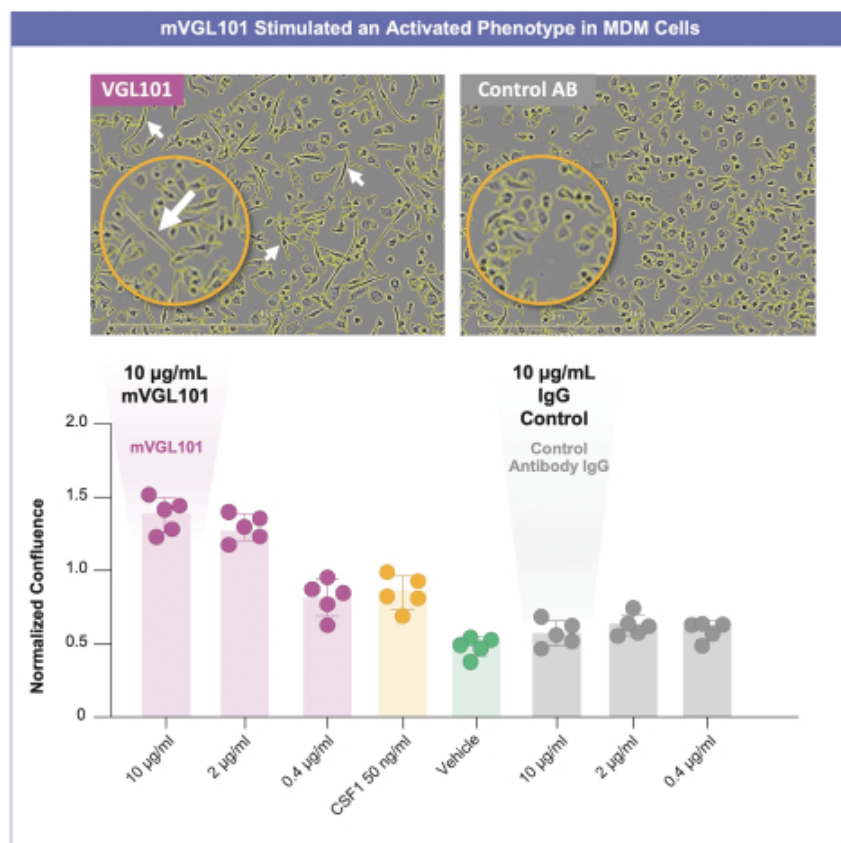 mVGL101 Stimulated an Activated Phenotype in MDM Cells
VGL101
Control AB
10 µg/mL
mVGL101
10 µg/mL
IgG
Control
mVGL101
Control
Antibody IgG
Normalized Confluence
2.0
1.5
1.0
0.5
0
10 µg/ml
2 µg/ml
0.4 µg/ml
CSF1 50 ng/ml
Vehicle
10 µg/ml
2 µg/ml
0.4 µg/ml